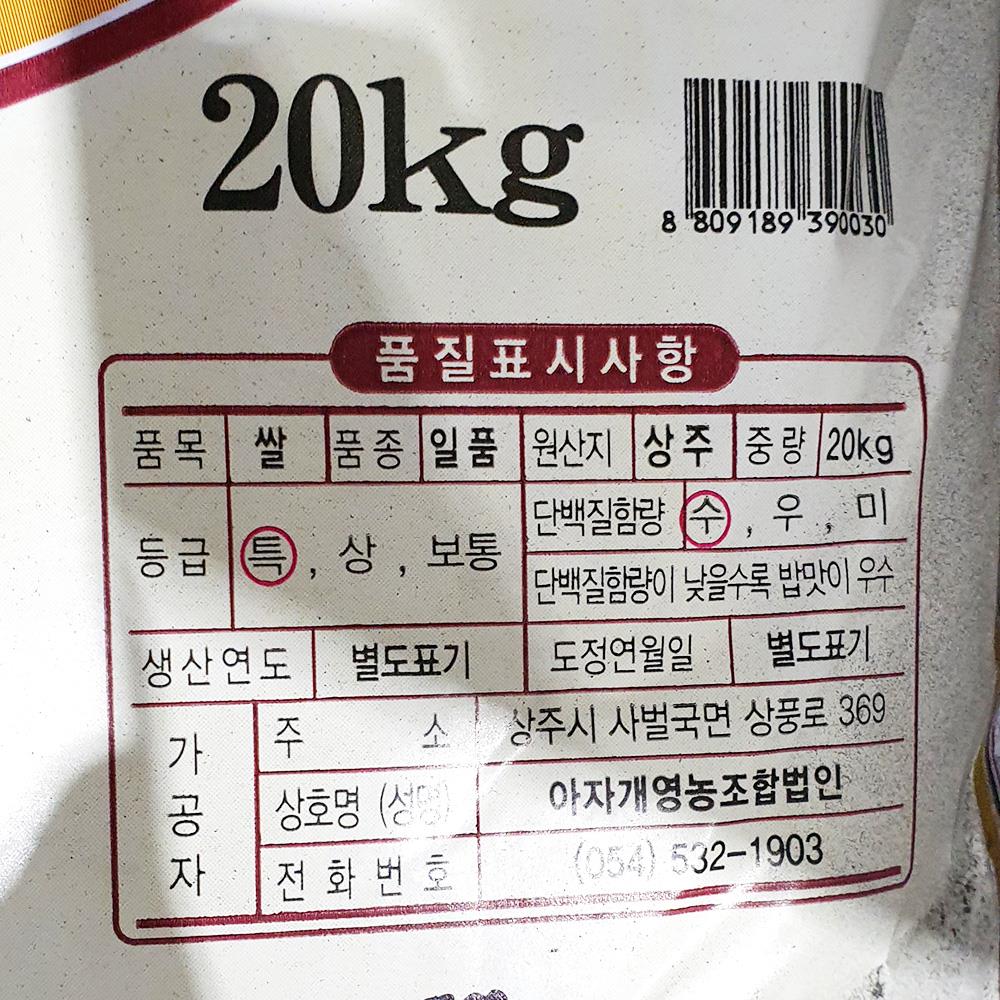 20kg
8 809189 390030
품질표시사항
품목 쌀 품종 일품 원산지 상주 중량 20kg
등급 특, 상, 보통
단백질함량 수, 우, 미
단백질함량이 낮을수록 밥맛이 우수
생산연도 별도표기 도정연월일 별도표기
가공자
주소 상주시 사벌국면 상풍로 369
상호명 (성명) 아자개영농조합법인
전화번호 (054) 532-1903